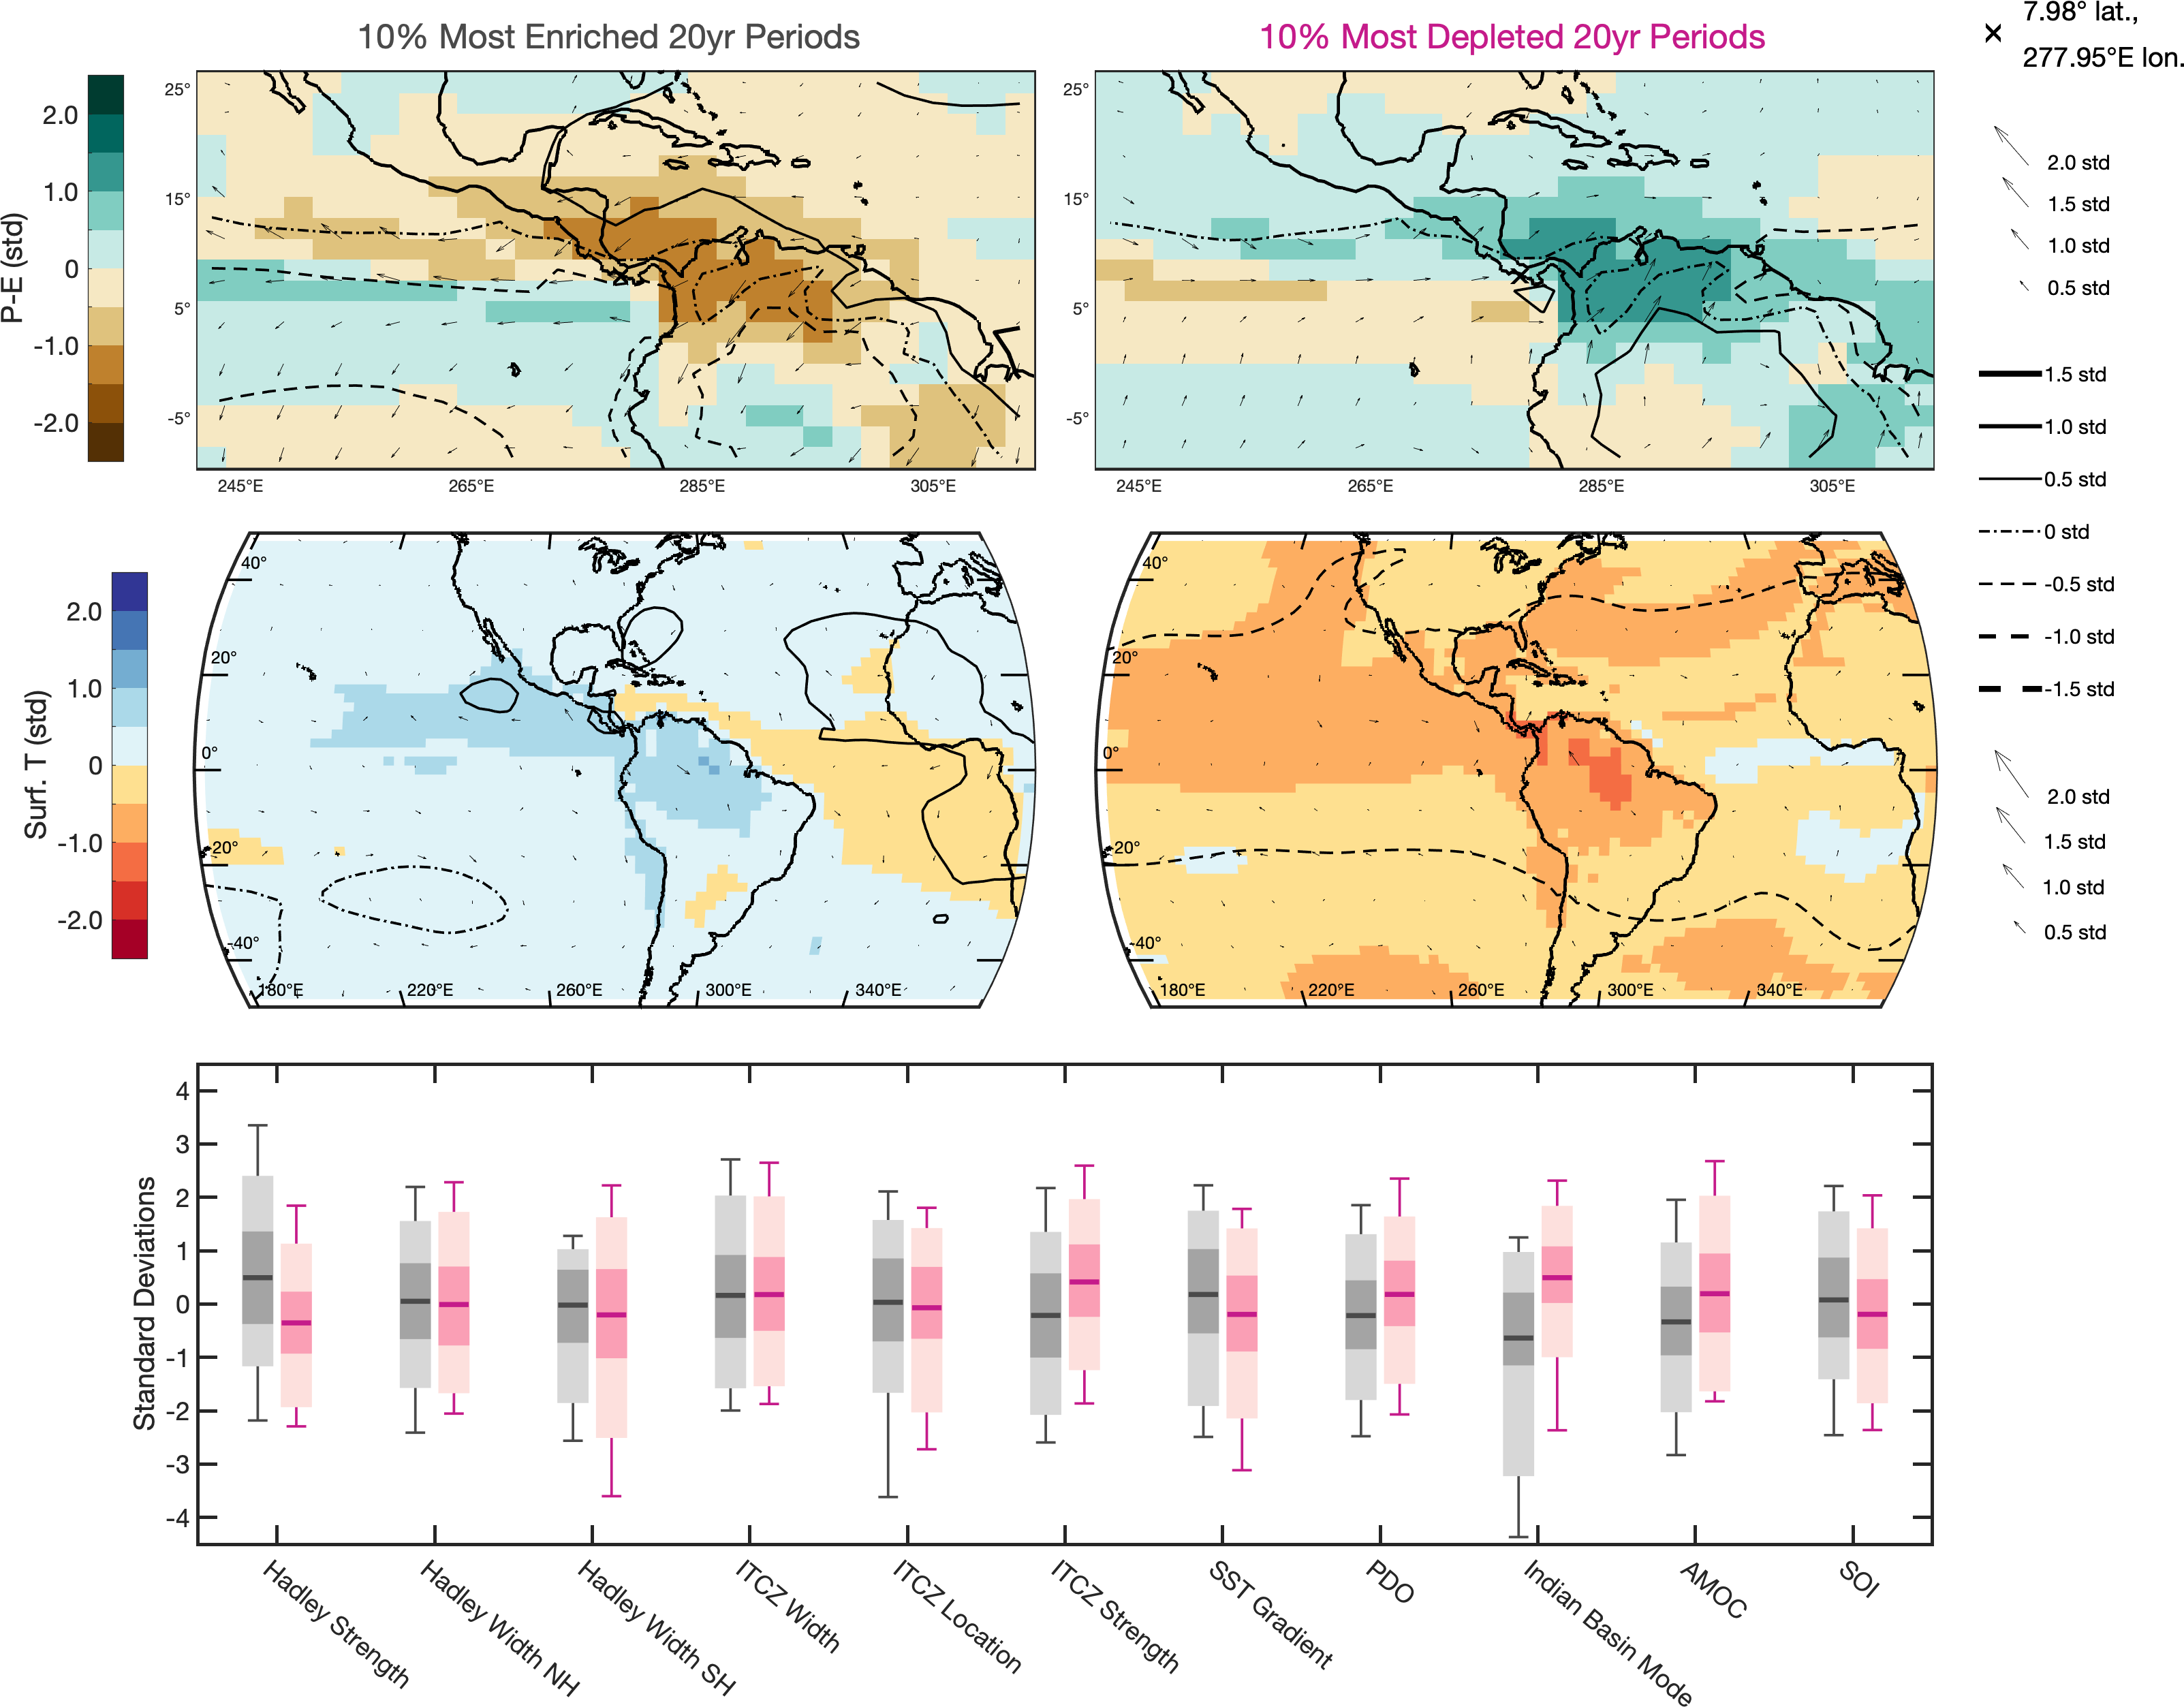 10% Most Enriched 20yr Periods
10% Most Depleted 20yr Periods
7.98° lat.,
277.95°E lon.
P-E (std)
2.0
1.0
0
-1.0
-2.0
25°
15°
5°
-5°
245°E
265°E
285°E
305°E
25°
15°
5°
-5°
245°E
265°E
285°E
305°E
2.0 std
1.5 std
1.0 std
0.5 std
1.5 std
1.0 std
0.5 std
0 std
-0.5 std
-1.0 std
-1.5 std
Surf. T (std)
2.0
1.0
0
-1.0
-2.0
40°
20°
0°
-20°
-40°
180°E
220°E
260°E
300°E
340°E
40°
20°
0°
-20°
-40°
180°E
220°E
260°E
300°E
340°E
2.0 std
1.5 std
1.0 std
0.5 std
Standard Deviations
4
3
2
1
0
-1
-2
-3
-4
Hadley Strength
Hadley Width NH
Hadley Width SH
ITCZ Width
ITCZ Location
ITCZ Strength
SST Gradient
PDO
Indian Basin Mode
AMOC
SOI